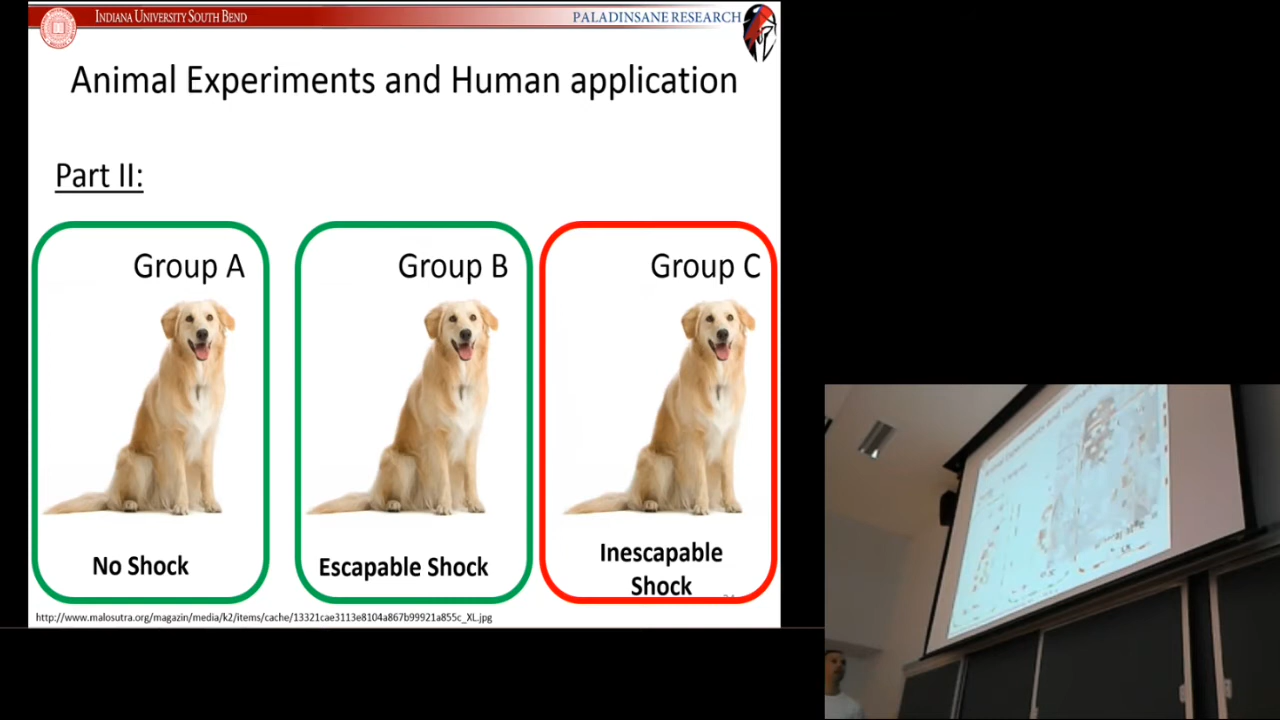 INDIANA UNIVERSITY SOUTH BEND
PALADINSANE RESEARCH
Animal Experiments and Human application
Part II:
Group A
Group B
Group C
No Shock
Escapable Shock
Inescapable
Shock
http://www.malosutra.org/magazin/media/k2/items/cache/13321cae3113e8104a867b99921a855c_XL.jpg